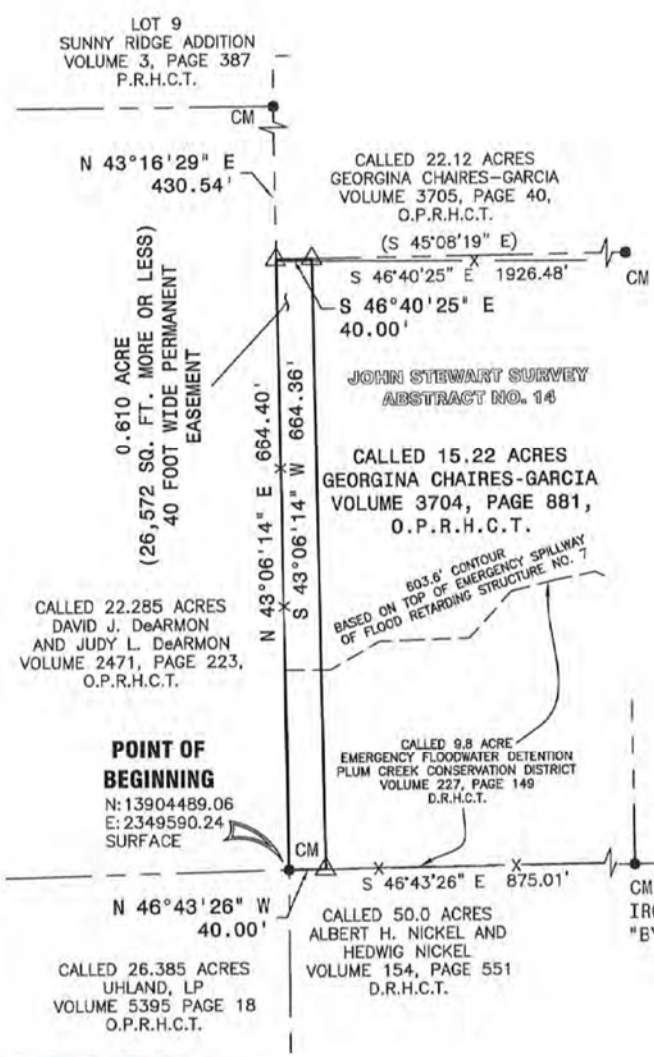 LOT 9
SUNNY RIDGE ADDITION
VOLUME 3, PAGE 387
P.R.H.C.T.
CM
N 43°16'29" E
430.54'
CALLED 22.12 ACRES
GEORGINA CHAIRES-GARCIA
VOLUME 3705, PAGE 40,
O.P.R.H.C.T.
(S 45°08'19" E)
S 46°40'25" E 1926.48'
CM
S 46°40'25" E
40.00'
0.610 ACRE
(26,572 SQ. FT. MORE OR LESS)
40 FOOT WIDE PERMANENT
EASEMENT
N 43°06'14" E 664.40'
S 43°06'14" W 664.36'
JOHN STEWART SURVEY
ABSTRACT NO. 14
CALLED 15.22 ACRES
GEORGINA CHAIRES-GARCIA
VOLUME 3704, PAGE 881,
O.P.R.H.C.T.
603.6' CONTOUR
BASED ON TOP OF EMERGENCY SPILLWAY
OF FLOOD RETARDING STRUCTURE NO. 7
CALLED 22.285 ACRES
DAVID J. DeARMON
AND JUDY L. DeARMON
VOLUME 2471, PAGE 223,
O.P.R.H.C.T.
POINT OF
BEGINNING
N:13904489.06
E:2349590.24
SURFACE
CALLED 9.8 ACRE
EMERGENCY FLOODWATER DETENTION
PLUM CREEK CONSERVATION DISTRICT
VOLUME 227, PAGE 149
D.R.H.C.T.
CM
S 46°43'26" E 875.01'
CM
IRO
"BY
N 46°43'26" W
40.00'
CALLED 50.0 ACRES
ALBERT H. NICKEL AND
HEDWIG NICKEL
VOLUME 154, PAGE 551
D.R.H.C.T.
CALLED 26.385 ACRES
UHLAND, LP
VOLUME 5395 PAGE 18
O.P.R.H.C.T.